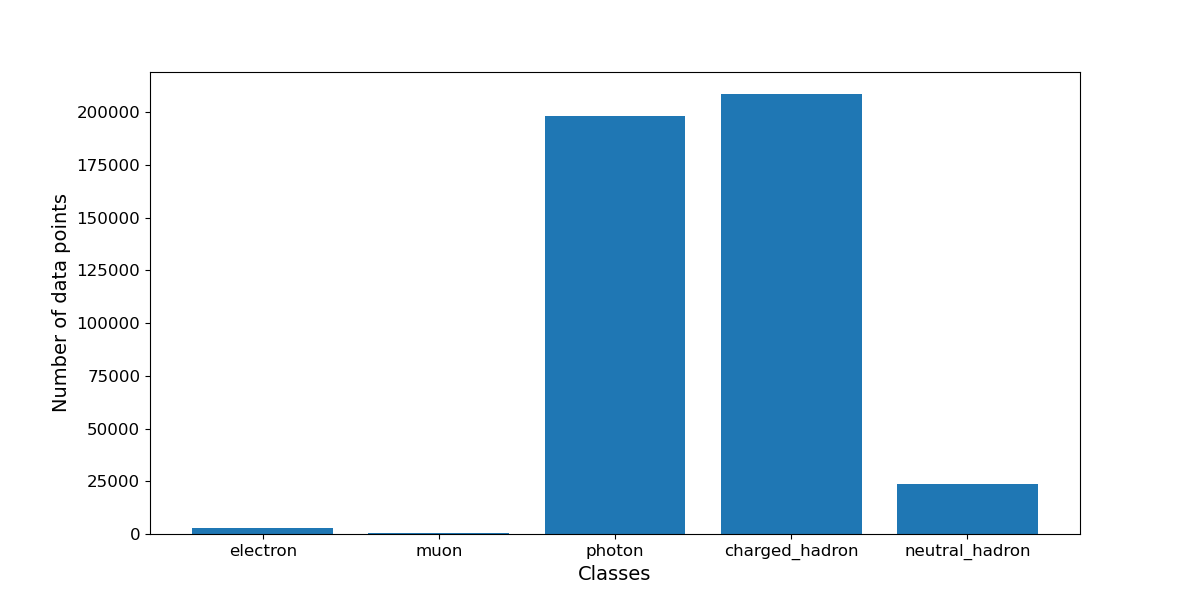 Number of data points
200000
175000
150000
125000
100000
75000
50000
25000
0
electron
muon
photon
charged_hadron
neutral_hadron
Classes